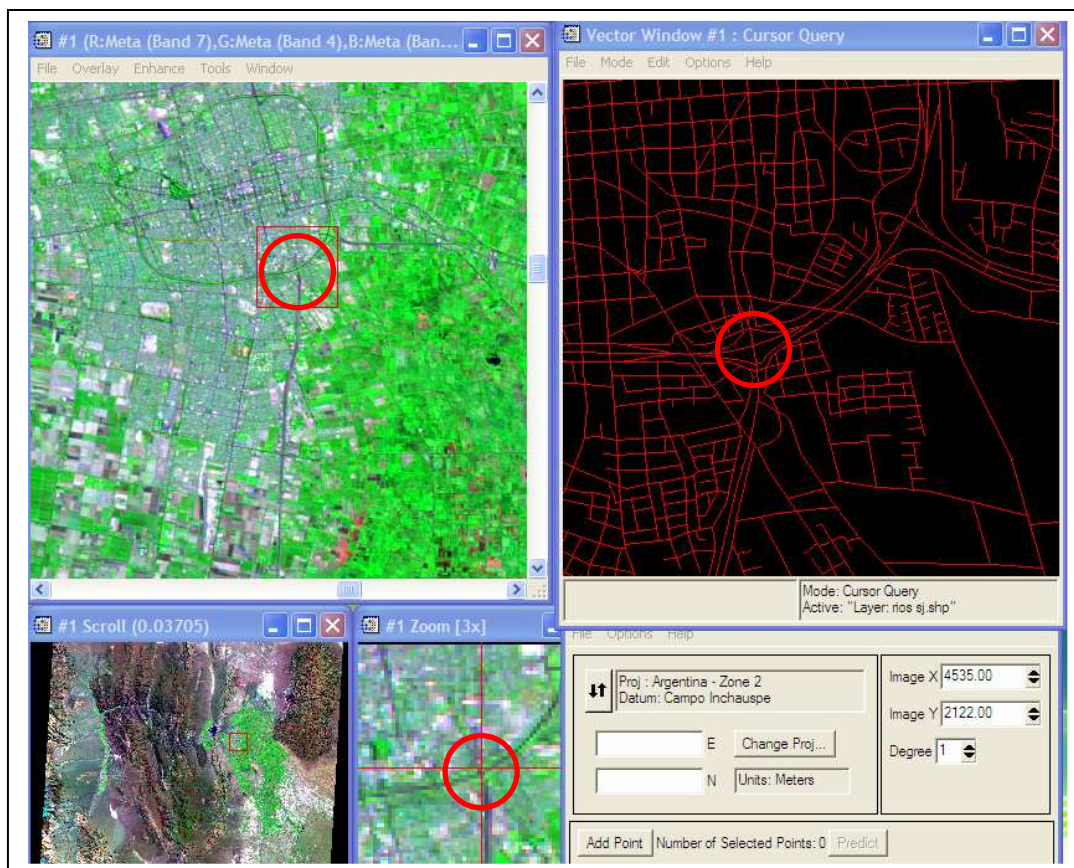 #1 (R:Meta (Band 7),G:Meta (Band 4),B:Meta (Ban...
File Overlay Enhance Tools Window
Vector Window #1 : Cursor Query
File Mode Edit Options Help
Mode: Cursor Query
Active: "Layer: rios sj.shp"
#1 Scroll (0.03705)
#1 Zoom [3x]
File Options Help
Proj : Argentina - Zone 2
Datum: Campo Inchauspe
E
Change Proj...
N
Units: Meters
Image X 4535.00
Image Y 2122.00
Degree 1
Add Point
Number of Selected Points: 0
Predict